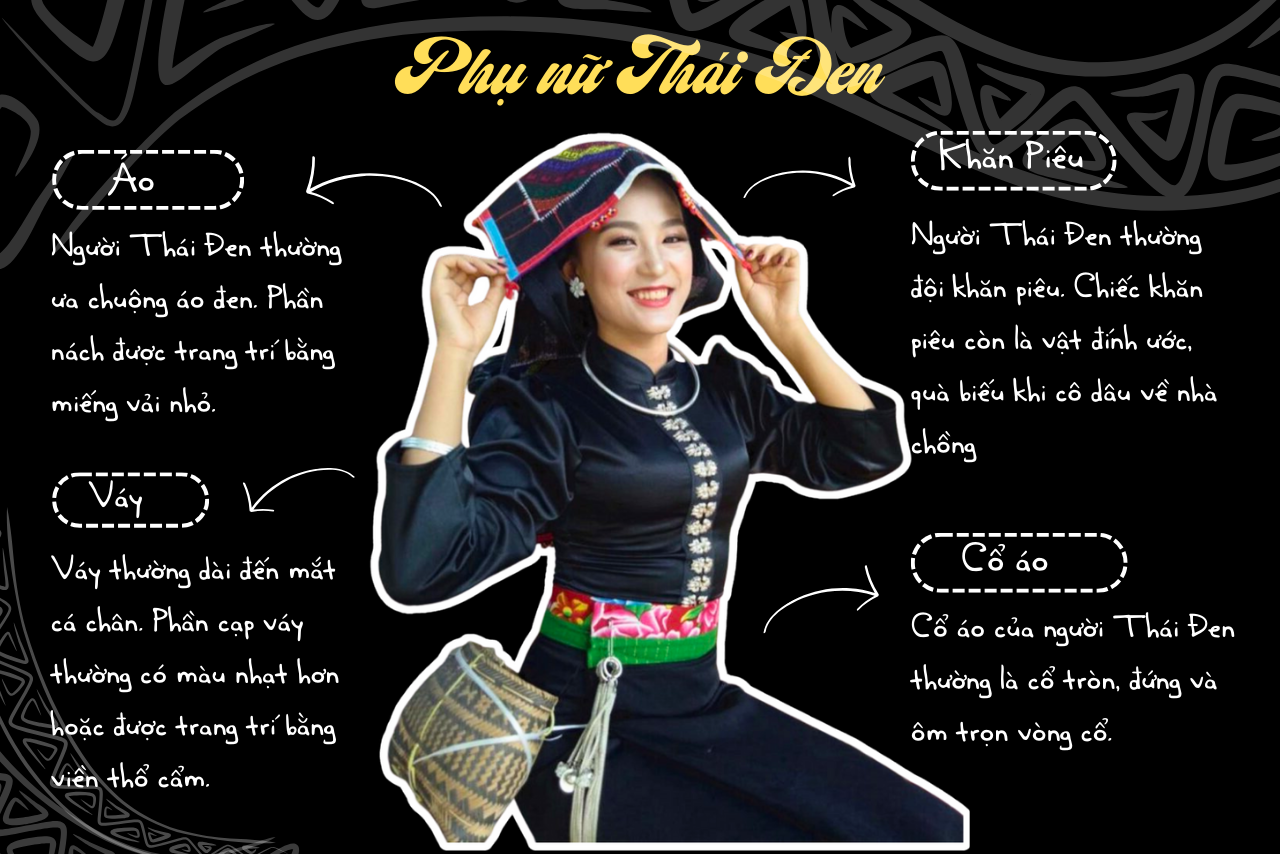 Phụ nữ Thái Đen
Ảo
Người Thái Đen thường
ưa chuộng áo đen. Phần
nách được trang trí bằng
miếng vải nhỏ.
Váy
Váy thường dài đến mắt
cá chân. Phần cạp váy
thường có màu nhạt hơn
hoặc được trang trí bằng
viền thổ cẩm.
Khăn Piêu
Người Thái Đen thường
đội khăn piêu. Chiếc khăn
piêu còn là vật đính ước,
quà biếu khi cô dâu về nhà
chồng
Cổ áo
Cổ áo của người Thái Đen
thường là cổ tròn, đứng và
ôm trọn vòng cổ.